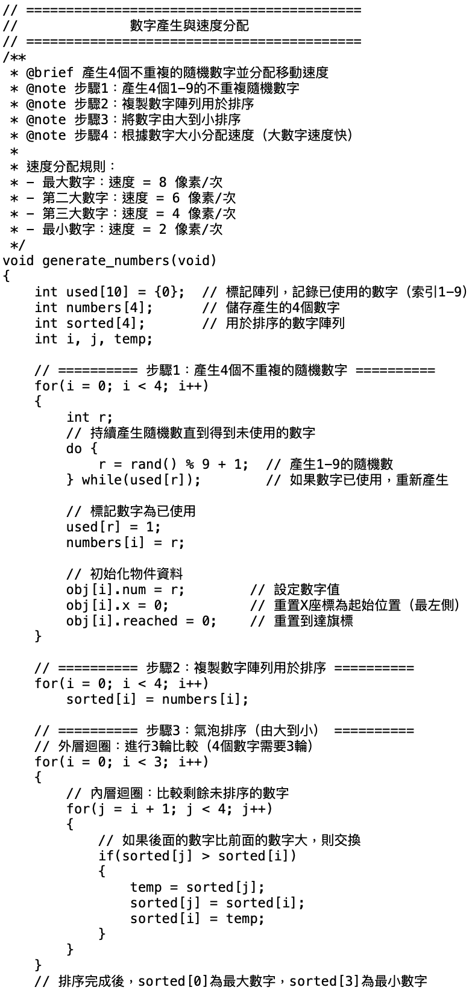 // ==========================================
//              數字產生與速度分配
// ==========================================
/**
 * @brief 產生4個不重複的隨機數字並分配移動速度
 * @note 步驟1：產生4個1-9的不重複隨機數字
 * @note 步驟2：複製數字陣列用於排序
 * @note 步驟3：將數字由大到小排序
 * @note 步驟4：根據數字大小分配速度（大數字速度快）
 *
 * 速度分配規則：
 * - 最大數字：速度 = 8 像素/次
 * - 第二大數字：速度 = 6 像素/次
 * - 第三大數字：速度 = 4 像素/次
 * - 最小數字：速度 = 2 像素/次
 */
void generate_numbers(void)
{
    int used[10] = {0};  // 標記陣列，記錄已使用的數字（索引1-9）
    int numbers[4];      // 儲存產生的4個數字
    int sorted[4];       // 用於排序的數字陣列
    int i, j, temp;

    // ========== 步驟1：產生4個不重複的隨機數字 ==========
    for(i = 0; i < 4; i++)
    {
        int r;
        // 持續產生隨機數直到得到未使用的數字
        do {
            r = rand() % 9 + 1;  // 產生1-9的隨機數
        } while(used[r]);        // 如果數字已使用，重新產生

        // 標記數字為已使用
        used[r] = 1;
        numbers[i] = r;

        // 初始化物件資料
        obj[i].num = r;          // 設定數字值
        obj[i].x = 0;            // 重置X座標為起始位置（最左側）
        obj[i].reached = 0;    // 重置到達旗標
    }

    // ========== 步驟2：複製數字陣列用於排序 ==========
    for(i = 0; i < 4; i++)
        sorted[i] = numbers[i];

    // ========== 步驟3：氣泡排序（由大到小） ==========
    // 外層迴圈：進行3輪比較（4個數字需要3輪）
    for(i = 0; i < 3; i++)
    {
        // 內層迴圈：比較剩餘未排序的數字
        for(j = i + 1; j < 4; j++)
        {
            // 如果後面的數字比前面的數字大，則交換
            if(sorted[j] > sorted[i])
            {
                temp = sorted[j];
                sorted[j] = sorted[i];
                sorted[i] = temp;
            }
        }
    }
    // 排序完成後，sorted[0]為最大數字，sorted[3]為最小數字